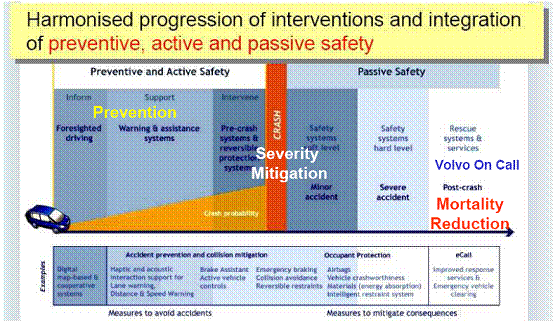 Harmonised progression of interventions and integration
of preventive, active and passive safety
Preventive and Active Safety
Passive Safety
Inform
Support
Intervene
Prevention
Foresighted
driving
Warning & assistance
systems
Pre-crash
systems &
reversible
protection
systems
CRASH
Safety
systems
soft level
Safety
systems
hard level
Rescue
systems &
services
Volvo On Call
Severity
Mitigation
Minor
accident
Severe
accident
Post-crash
Mortality
Reduction
Crash probability
Examples
Accident prevention and collision mitigation
Occupant Protection
eCall
Digital
map-based &
cooperative
systems
Haptic and acoustic
interaction support for
Lane warning,
Distance & Speed Warning
Brake Assistant
Active vehicle
controls
Emergency braking
Collision avoidance
Reversible restraints
Airbags
Vehicle crashworthiness
Materials (energy absorption)
Intelligent restraint system
Improved response
services &
Emergency vehicle
clearing
Measures to avoid accidents
Measures to mitigate consequences